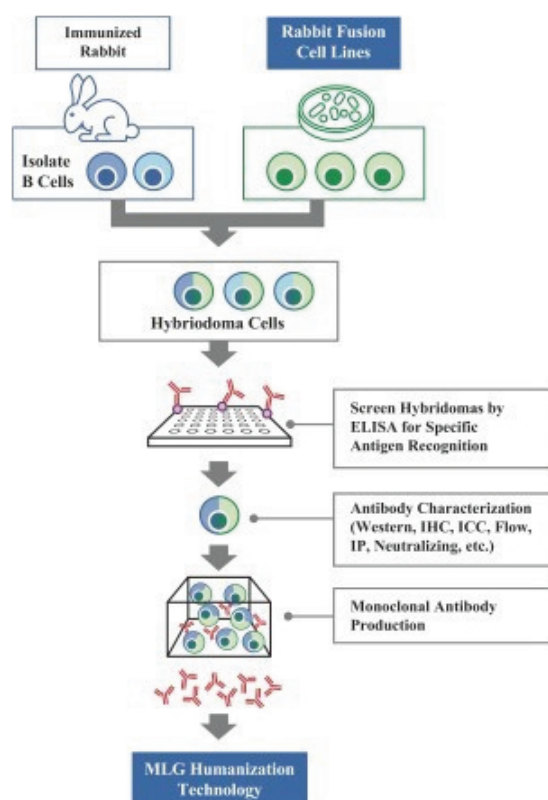 Immunized
Rabbit
Rabbit Fusion
Cell Lines
Isolate
B Cells
Hybriodoma Cells
Screen Hybridomas by
ELISA for Specific
Antigen Recognition
Antibody Characterization
(Western, IHC, ICC, Flow,
IP, Neutralizing, etc.)
Monoclonal Antibody
Production
MLG Humanization
Technology